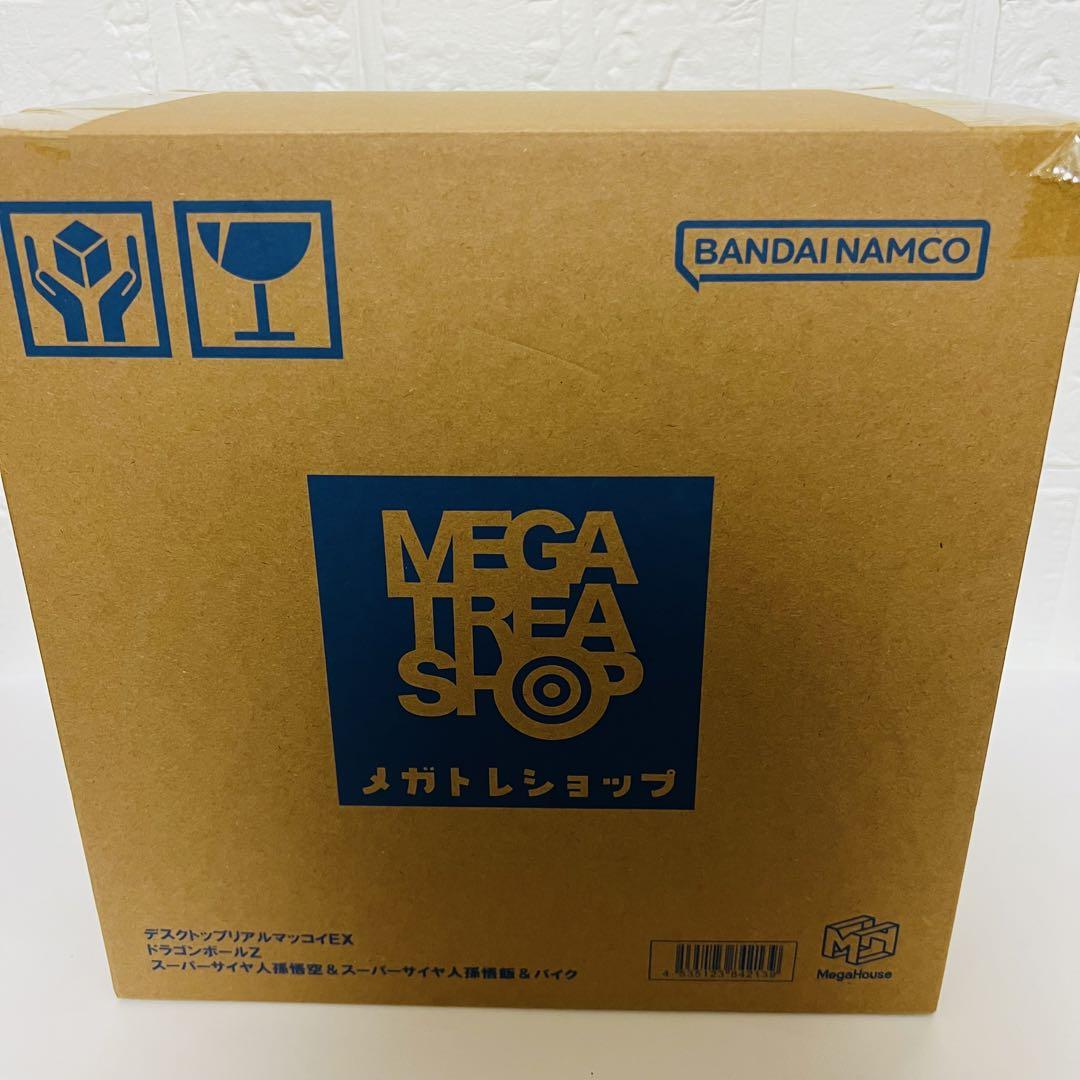 BANDAI NAMCO
MEGA
TREA
SHOP
メガトレショップ
デスクトップリアルマッコイEX
ドラゴンボールZ
スーパーサイヤ人孫悟空&スーパーサイヤ人孫悟飯&バイク
4 535123 842139
MegaHouse